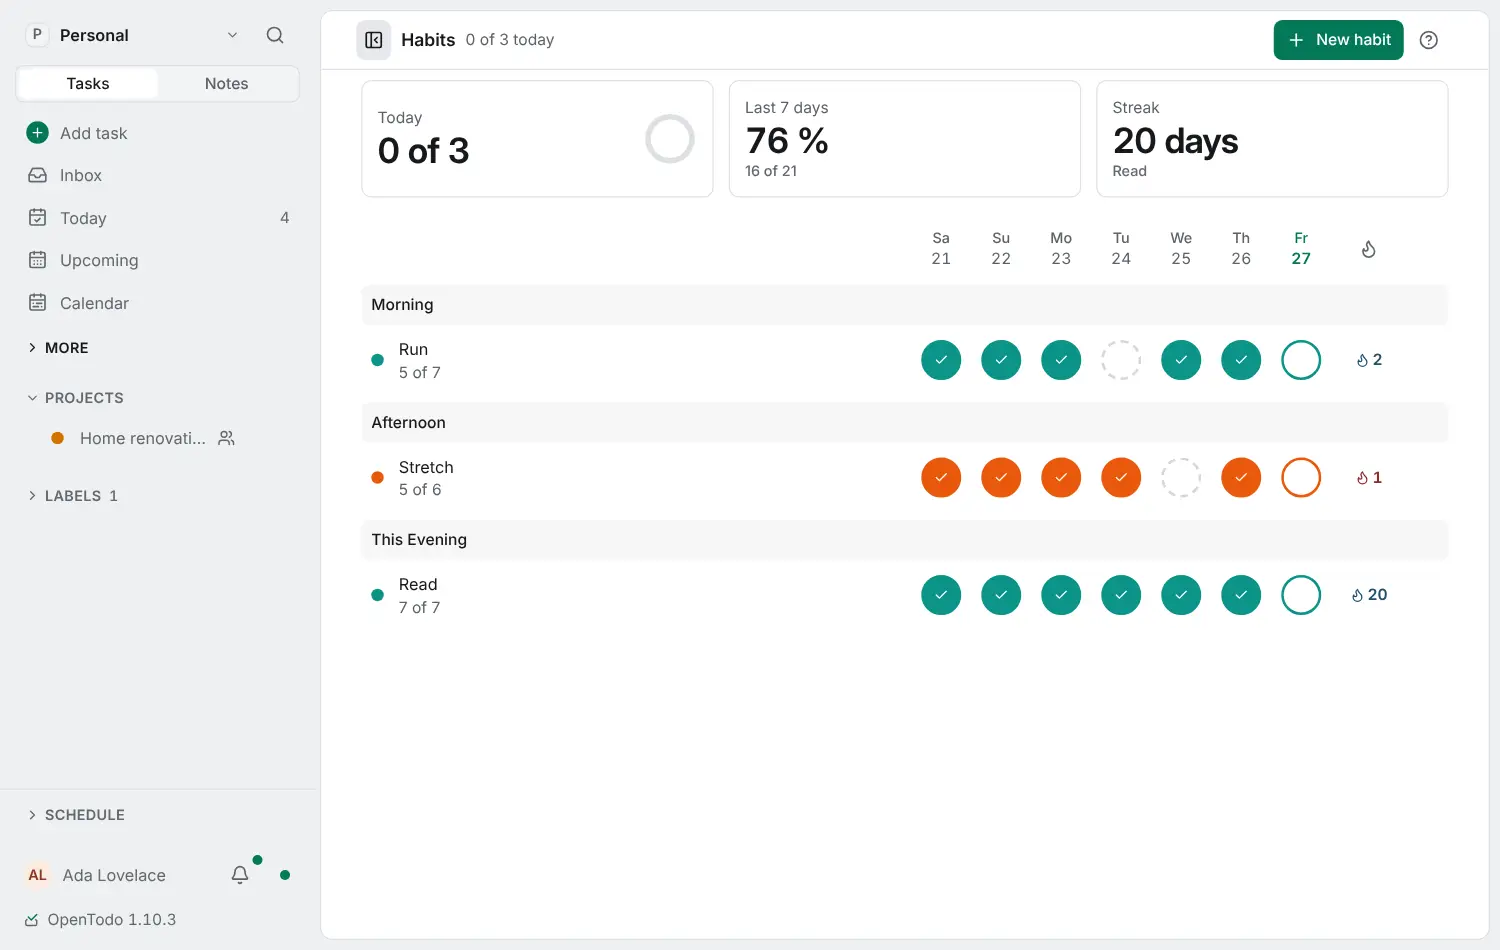 P Personal
Tasks Notes
Add task
Inbox
Today 4
Upcoming
Calendar
MORE
PROJECTS
Home renovati...
LABELS 1
SCHEDULE
AL Ada Lovelace
OpenTodo 1.10.3
Habits 0 of 3 today
New habit
Today
0 of 3
Last 7 days
76 %
16 of 21
Streak
20 days
Read
Sa Su Mo Tu We Th Fr
21 22 23 24 25 26 27
Morning
Run
5 of 7
2
Afternoon
Stretch
5 of 6
1
This Evening
Read
7 of 7
20